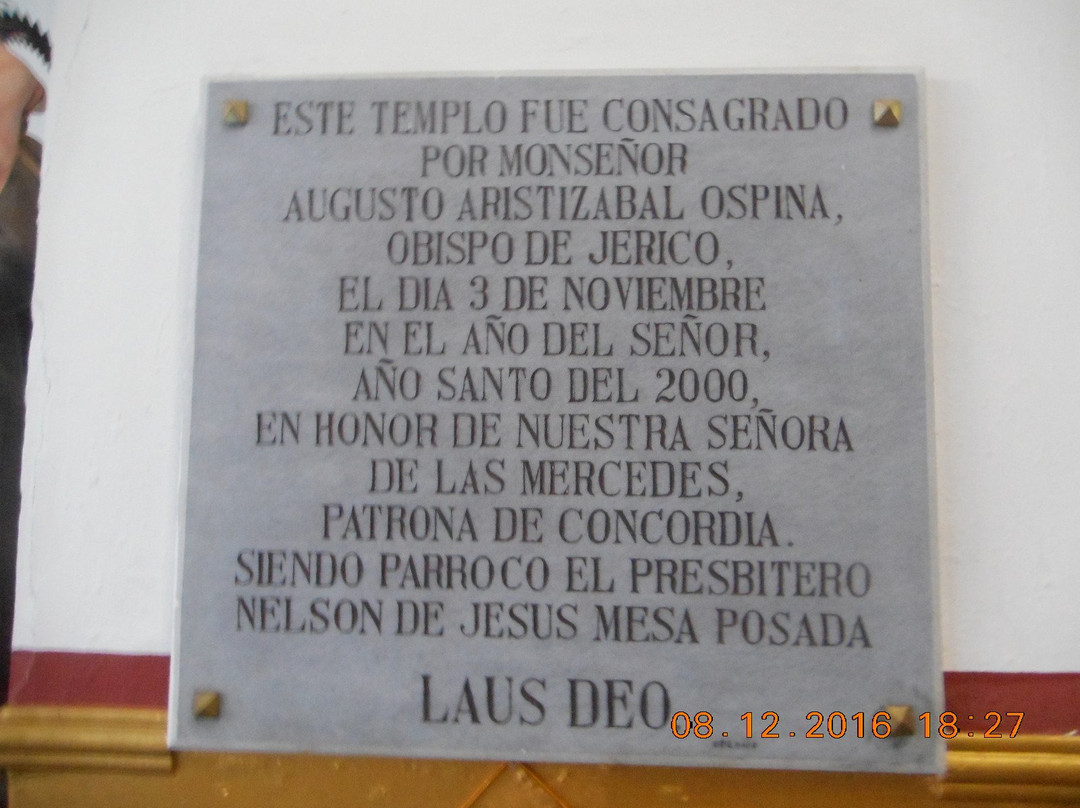 ESTE TEMPLO FUE CONSAGRADO
POR MONSEÑOR
AUGUSTO ARISTIZABAL OSPINA,
OBISPO DE JERICO,
EL DIA 3 DE NOVIEMBRE
EN EL AÑO DEL SEÑOR,
AÑO SANTO DEL 2000,
EN HONOR DE NUESTRA SEÑORA
DE LAS MERCEDES,
PATRONA DE CONCORDIA.
SIENDO PARROCO EL PRESBITERO
NELSON DE JESUS MESA POSADA
LAUS DEO.
08.12.2016 18:27